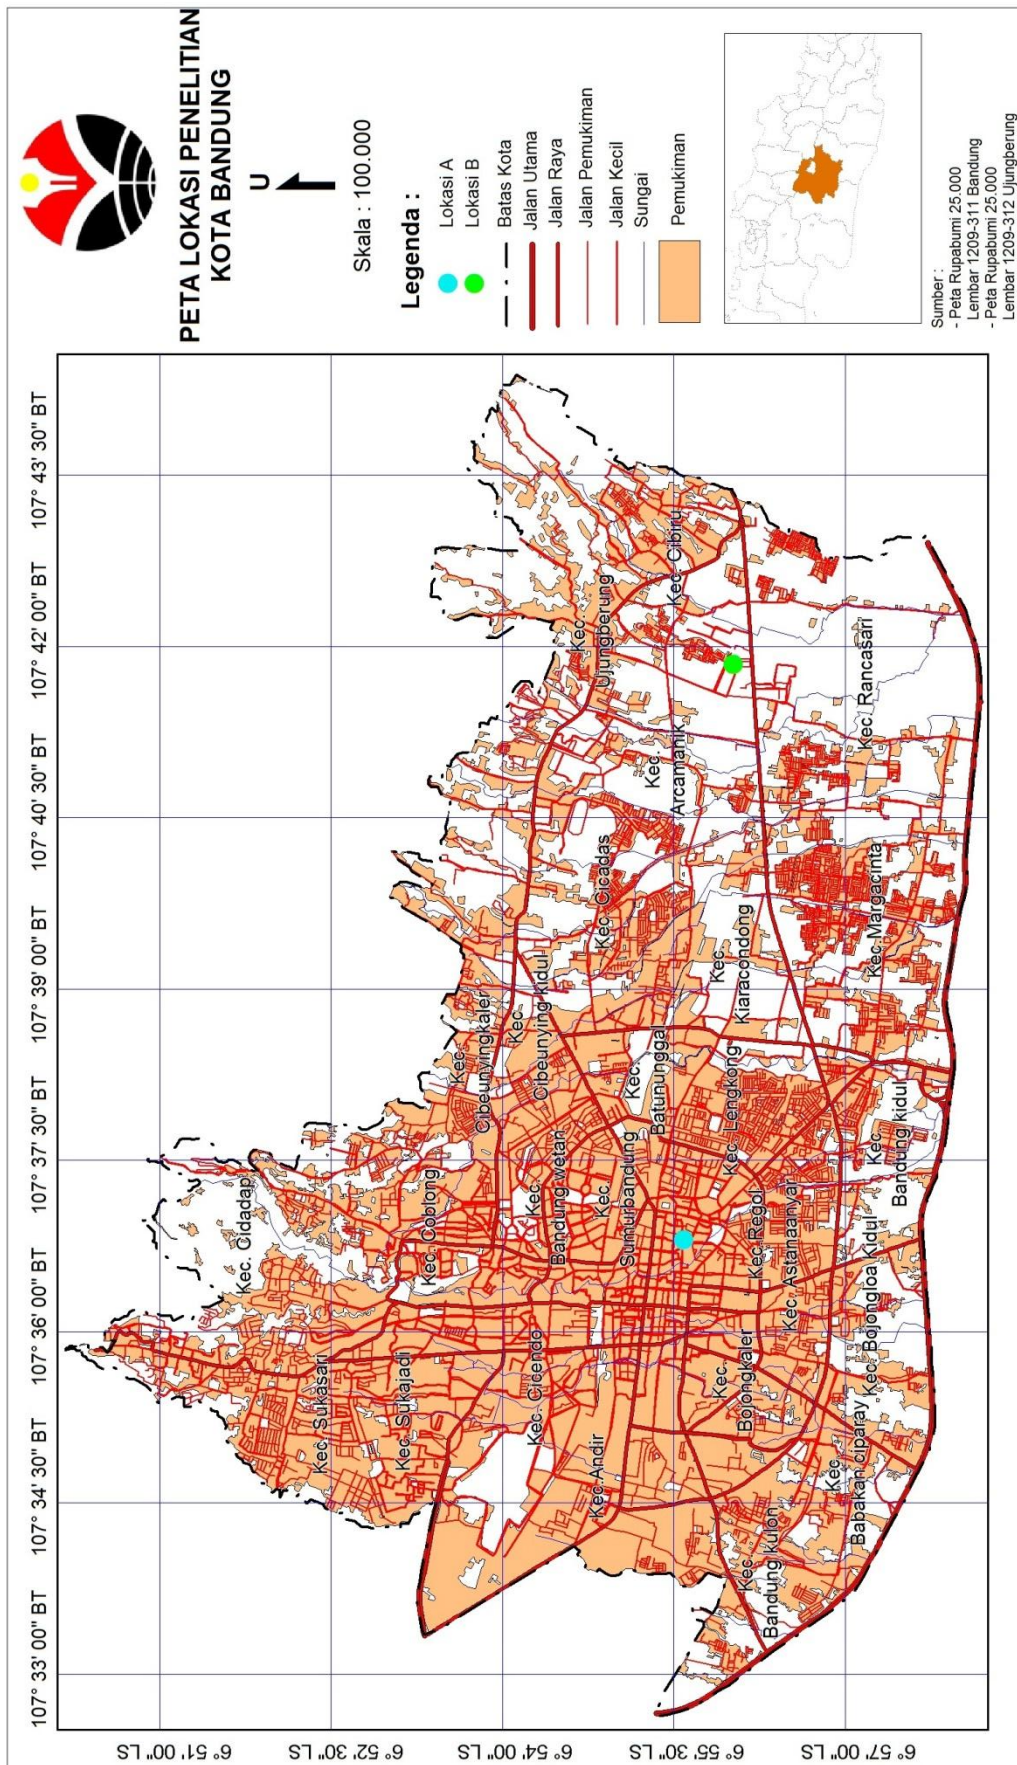 PETA LOKASI PENELITIAN
KOTA BANDUNG
U
Skala : 100.000
Legenda :
Lokasi A
Lokasi B
Batas Kota
Jalan Utama
Jalan Raya
Jalan Pemukiman
Jalan Kecil
Sungai
Pemukiman
Sumber :
- Peta Rupabumi 25.000
Lembar 1209-311 Bandung
- Peta Rupabumi 25.000
Lembar 1209-312 Ujungberung
107° 33' 00" BT
107° 34' 30" BT
107° 36' 00" BT
107° 37' 30" BT
107° 39' 00" BT
107° 40' 30" BT
107° 42' 00" BT
107° 43' 30" BT
6° 51' 00" LS
6° 52' 30" LS
6° 54' 00" LS
6° 55' 30" LS
6° 57' 00" LS
Kec. Cidadap
Kec. Sukasari
Kec. Sukajadi
Kec. Coblong
Kec.
Cibeunyingkaler
Kec.
Cibeunying kidul
Kec. Cicendo
Kec.
Bandung wetan
Kec.Andir
Kec.
Sumurbandung
Kec. Cicadas
Kec.
Ujungberung
Kec.
Arcamanik
Kec. Cibiru
Kec.
Batununggal
Kec. Lengkong
Kec.
Kiaracondong
Kec.Regol
Kec. Astanaanyar
Kec.
Bojongkaler
Kec.
Bandung kulon
Kec.
Babakan ciparay
Kec. Bojongloa Kidul
Kec.
Bandung kidul
Kec.Margacinta
Kec. Rancasari